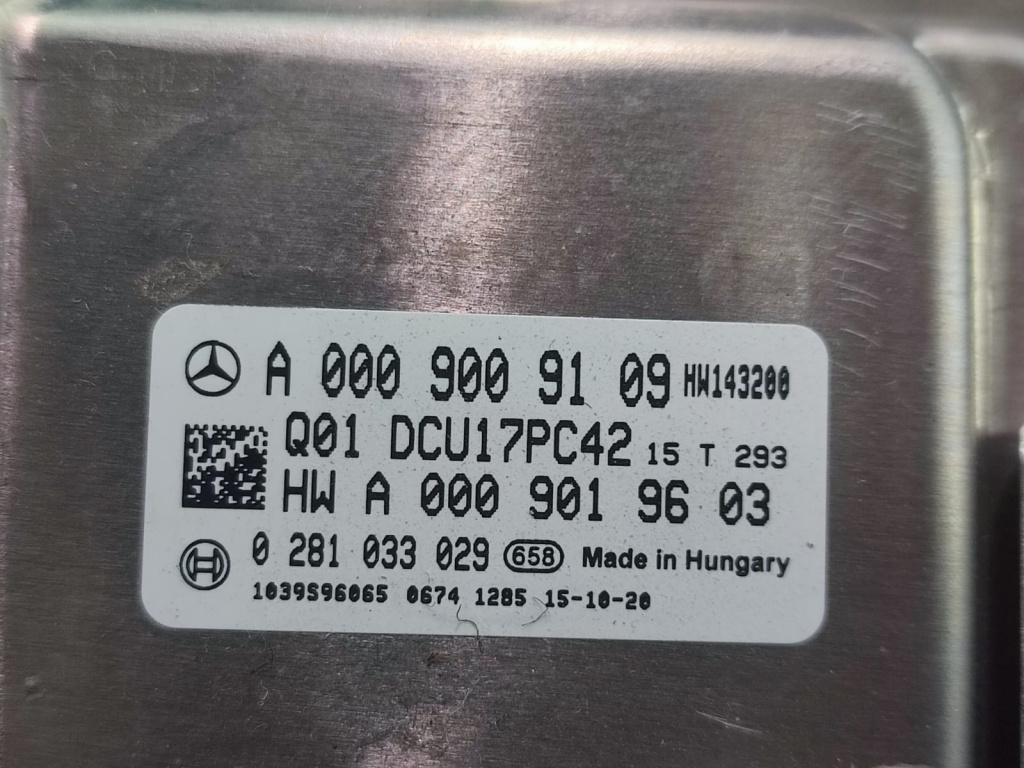 A 000 900 91 09 HW143200
Q01 DCU17PC42 15 T 293
HW A 000 901 96 03
0 281 033 029 658 Made in Hungary
1039S96065 0674 1285 15-10-20